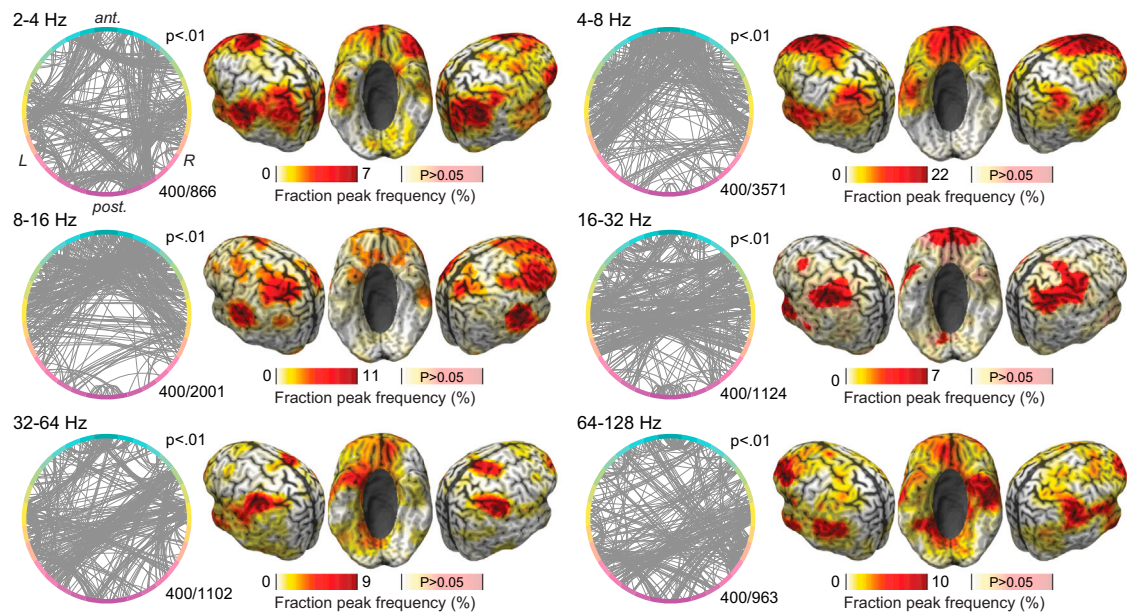 2-4 Hz
ant.
p<.01
L
R
400/866
post.
0
7
P>0.05
Fraction peak frequency (%)
4-8 Hz
p<.01
400/3571
0
22
P>0.05
Fraction peak frequency (%)
8-16 Hz
p<.01
400/2001
0
11
P>0.05
Fraction peak frequency (%)
16-32 Hz
p<.01
400/1124
0
7
P>0.05
Fraction peak frequency (%)
32-64 Hz
p<.01
400/1102
0
9
P>0.05
Fraction peak frequency (%)
64-128 Hz
p<.01
400/963
0
10
P>0.05
Fraction peak frequency (%)